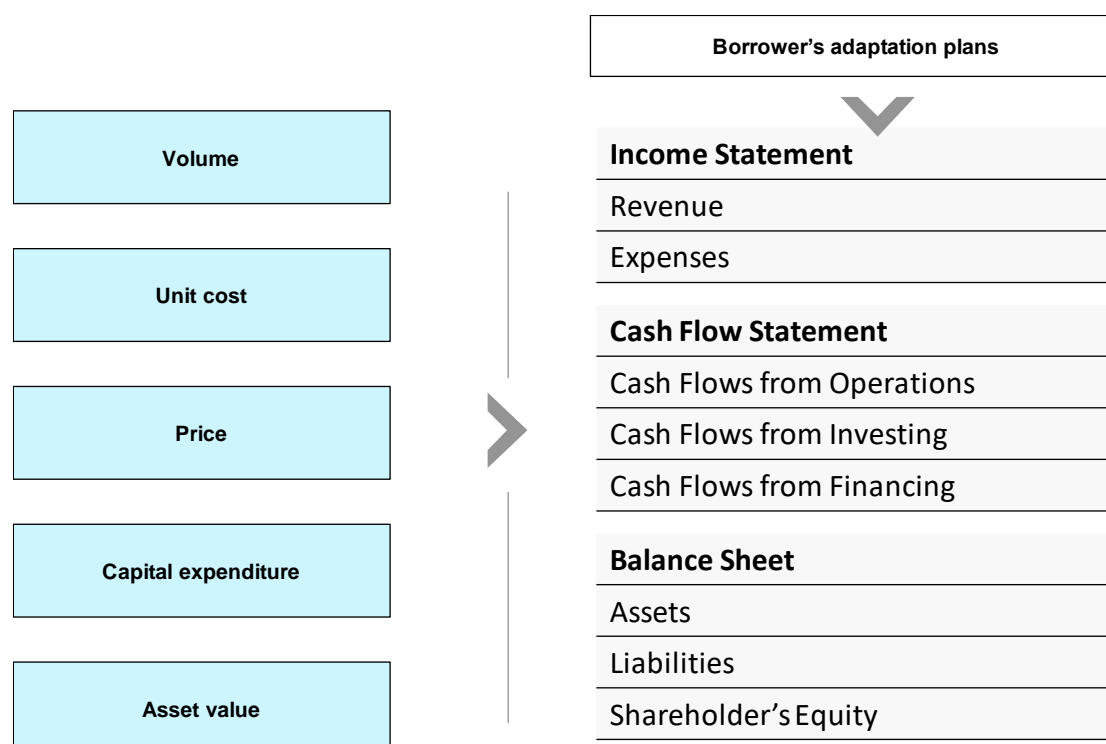 Borrower's adaptation plans
Volume
Unit cost
Price
Capital expenditure
Asset value
Income Statement
Revenue
Expenses
Cash Flow Statement
Cash Flows from Operations
Cash Flows from Investing
Cash Flows from Financing
Balance Sheet
Assets
Liabilities
Shareholder's Equity